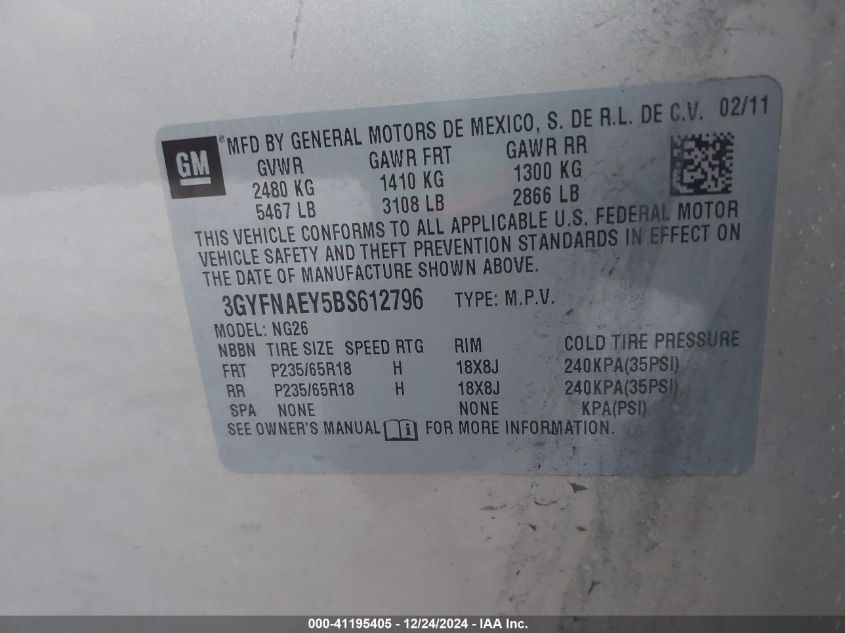 GM ®MFD BY GENERAL MOTORS DE MEXICO, S. DE R.L. DE C.V. 02/11
GVWR GAWR FRT GAWR RR
2480 KG 1410 KG 1300 KG
5467 LB 3108 LB 2866 LB
THIS VEHICLE CONFORMS TO ALL APPLICABLE U.S. FEDERAL MOTOR
VEHICLE SAFETY AND THEFT PREVENTION STANDARDS IN EFFECT ON
THE DATE OF MANUFACTURE SHOWN ABOVE.
3GYFNAEY5BS612796 TYPE: M.P.V.
MODEL: NG26
NBBN TIRE SIZE SPEED RTG RIM COLD TIRE PRESSURE
FRT P235/65R18 H 18X8J 240KPA(35PSI)
RR P235/65R18 H 18X8J 240KPA(35PSI)
SPA NONE NONE KPA(PSI)
SEE OWNER'S MANUAL FOR MORE INFORMATION.
000-41195405 - 12/24/2024 - IAA Inc.